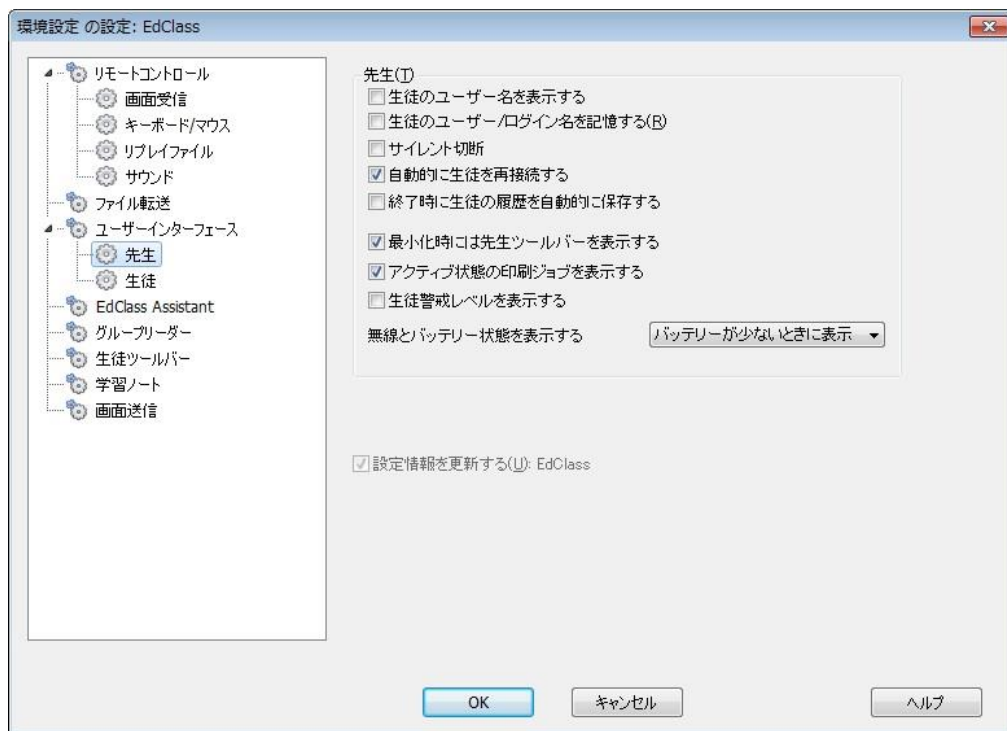 環境設定 の設定: EdClass
リモートコントロール
画面受信
キーボード/マウス
リプレイファイル
サウンド
ファイル転送
ユーザーインターフェース
先生
生徒
EdClass Assistant
グループリーダー
生徒ツールバー
学習ノート
画面送信
先生(T)
生徒のユーザー名を表示する
生徒のユーザー/ログイン名を記憶する(R)
サイレント切断
自動的に生徒を再接続する
終了時に生徒の履歴を自動的に保存する
最小化時には先生ツールバーを表示する
アクティブ状態の印刷ジョブを表示する
生徒警戒レベルを表示する
無線とバッテリー状態を表示する
バッテリーが少ないときに表示
設定情報を更新する(U): EdClass
OK
キャンセル
ヘルプ